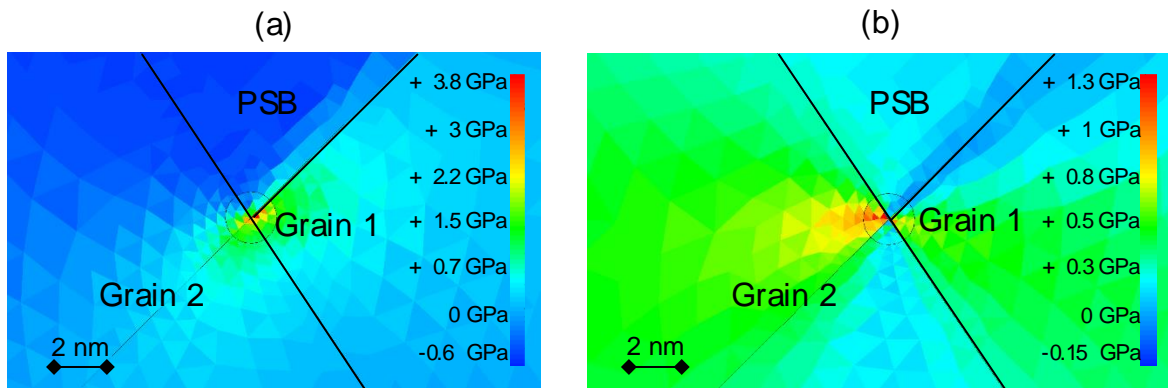 (a)
PSB
Grain 1
Grain 2
2 nm
+ 3.8 GPa
+ 3 GPa
+ 2.2 GPa
+ 1.5 GPa
+ 0.7 GPa
0 GPa
-0.6 GPa
(b)
PSB
Grain 1
Grain 2
2 nm
+ 1.3 GPa
+ 1 GPa
+ 0.8 GPa
+ 0.5 GPa
+ 0.3 GPa
0 GPa
-0.15 GPa